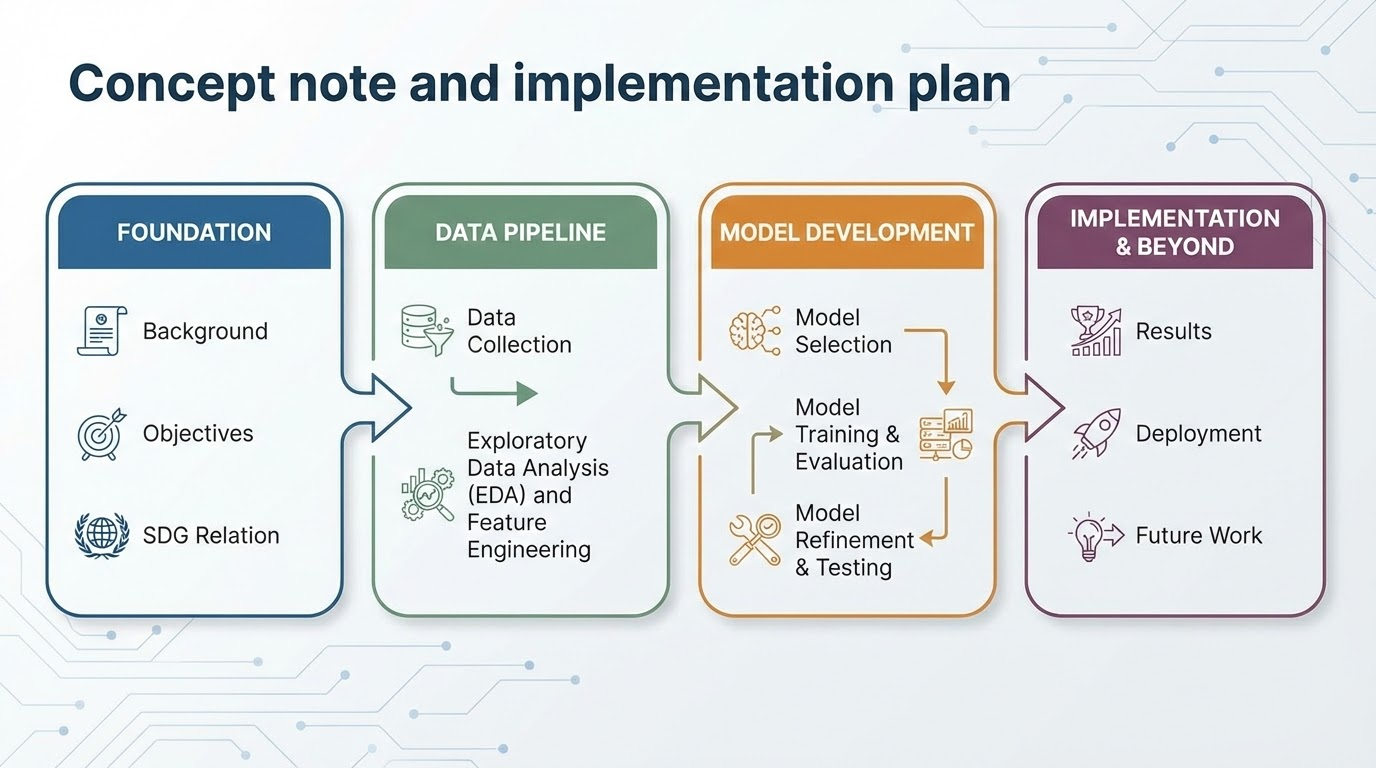 Concept note and implementation plan
FOUNDATION
Background
Objectives
SDG Relation
DATA PIPELINE
Data
Collection
Exploratory
Data Analysis
(EDA) and
Feature
Engineering
MODEL DEVELOPMENT
Model
Selection
Model
Training &
Evaluation
Model
Refinement
& Testing
IMPLEMENTATION
& BEYOND
Results
Deployment
Future Work